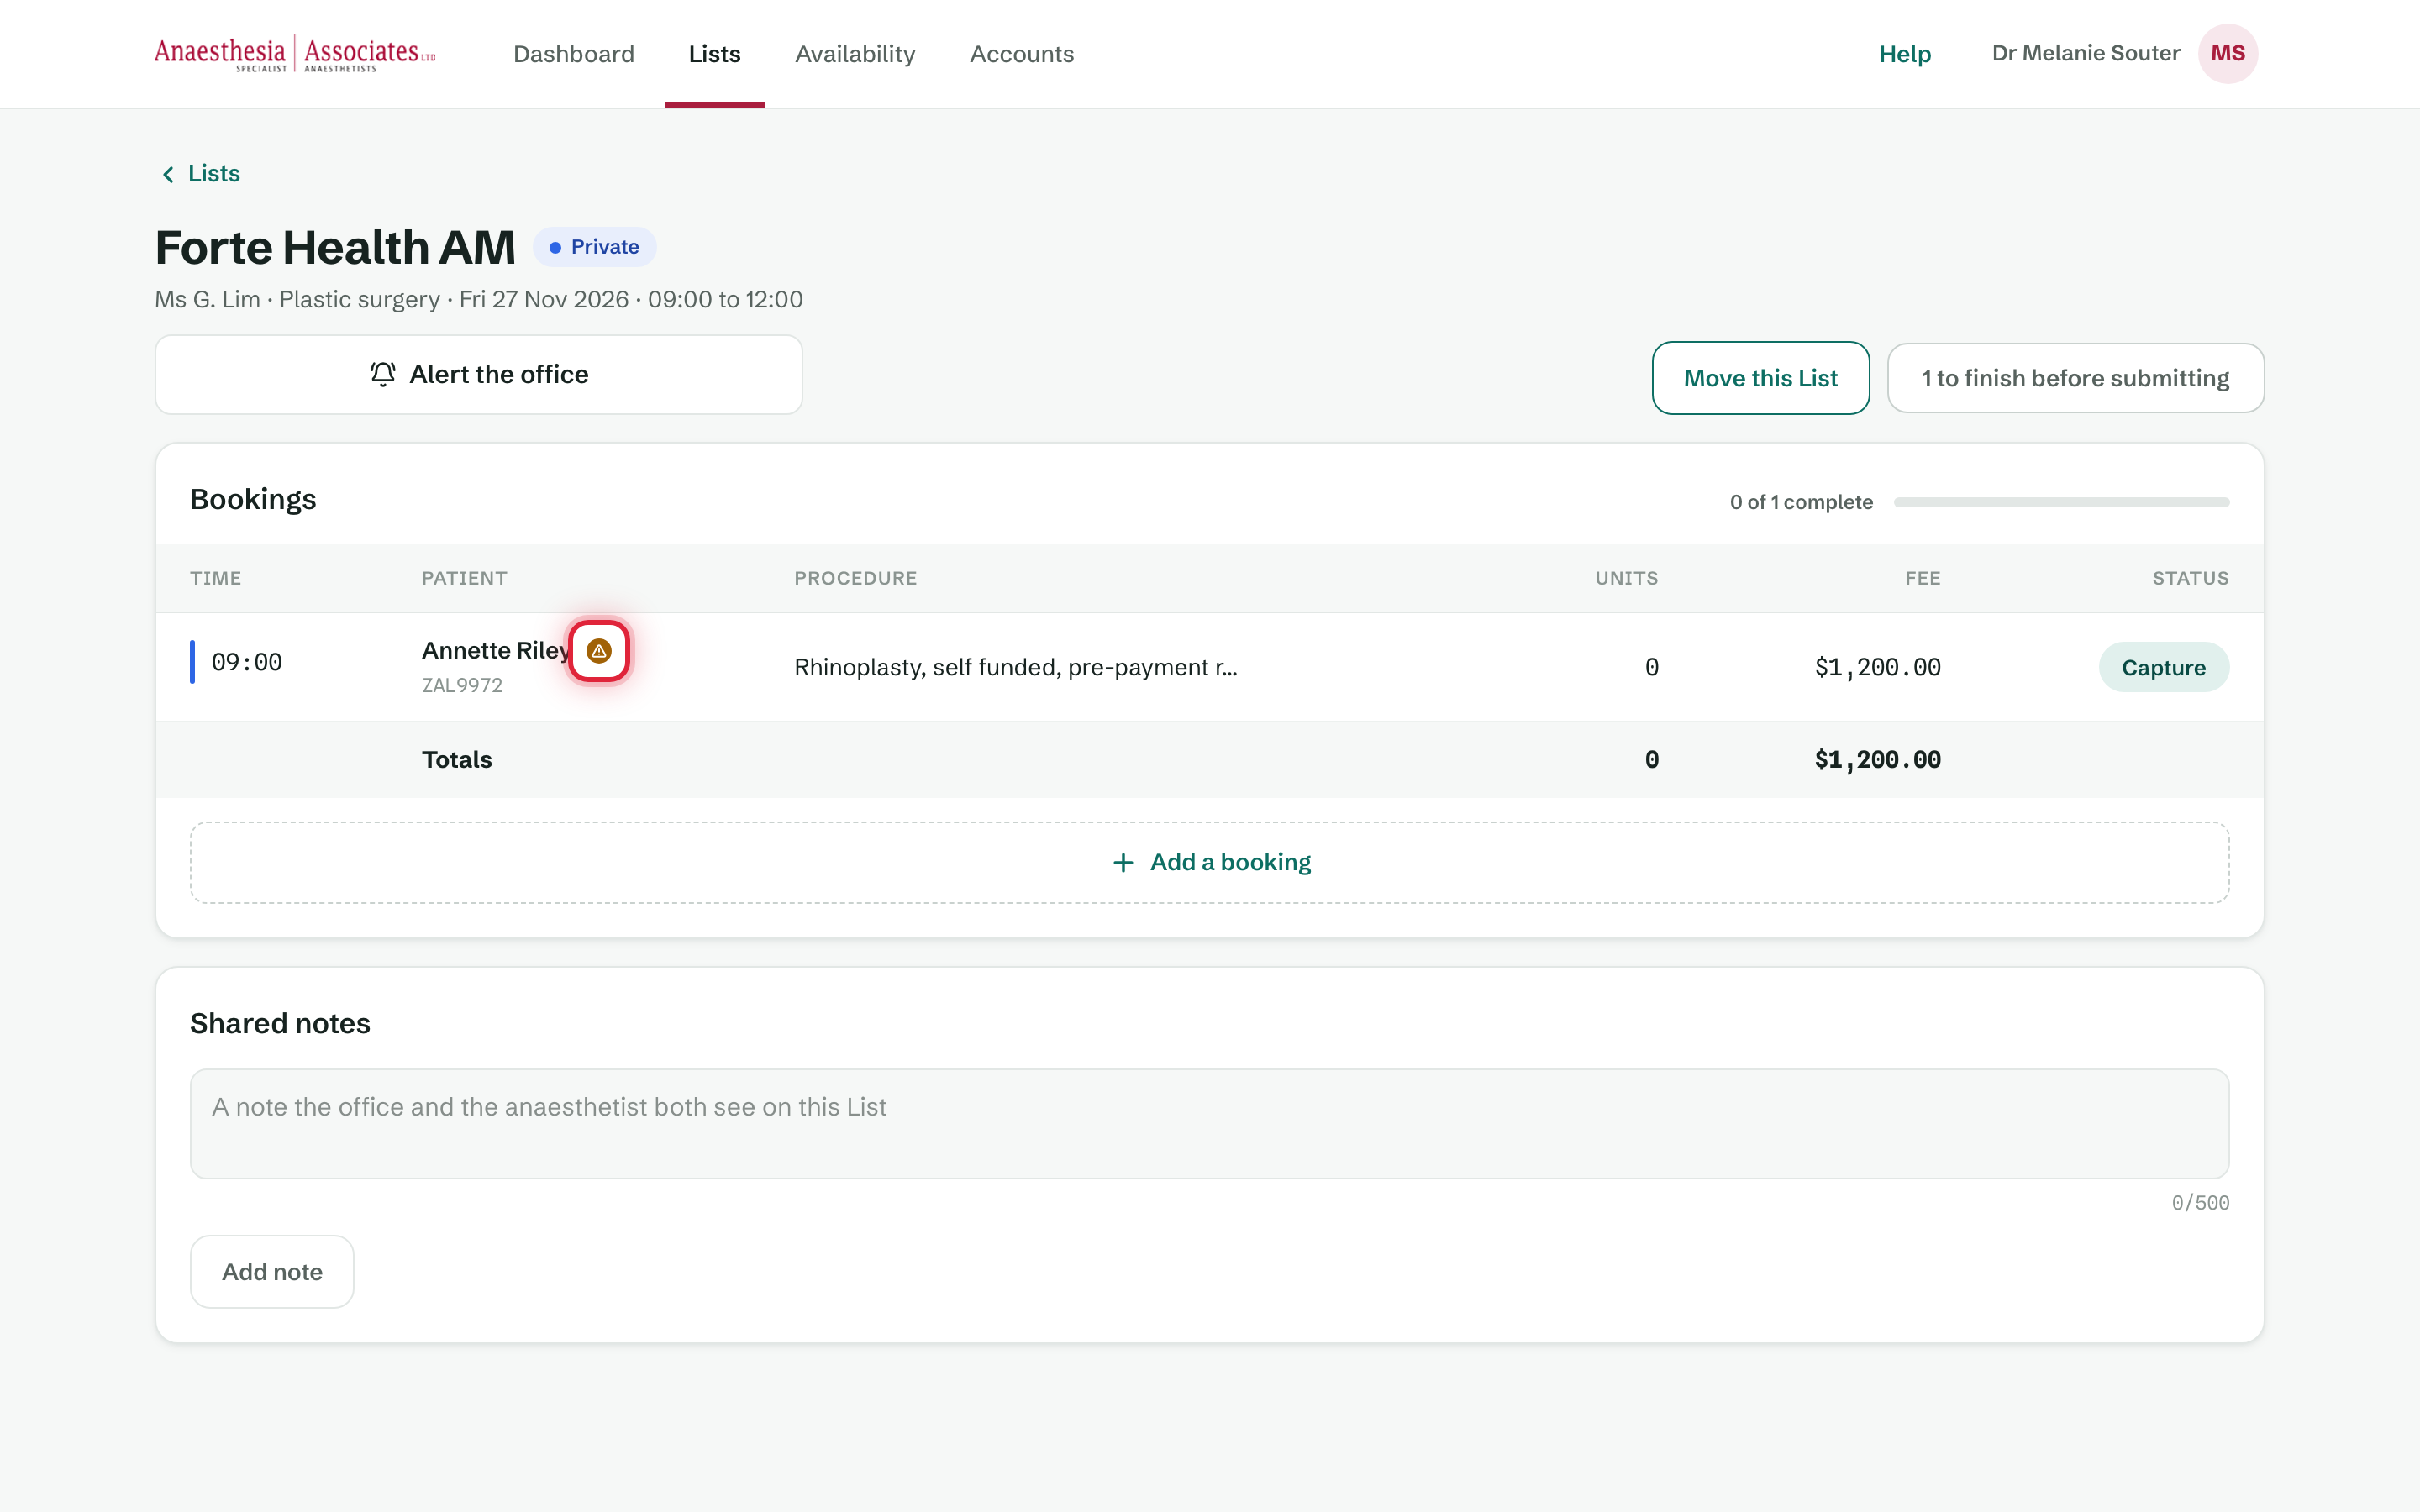 Anaesthesia | Associates LTD
SPECIALIST ANAESTHETISTS
Dashboard
Lists
Availability
Accounts
Help
Dr Melanie Souter
MS
Lists
Forte Health AM
Private
Ms G. Lim · Plastic surgery · Fri 27 Nov 2026 · 09:00 to 12:00
Alert the office
Move this List
1 to finish before submitting
Bookings
0 of 1 complete
TIME PATIENT PROCEDURE UNITS FEE STATUS
09:00
Annette Riley
ZAL9972
Rhinoplasty, self funded, pre-payment r...
0
$1,200.00
Capture
Totals 0 $1,200.00
+ Add a booking
Shared notes
A note the office and the anaesthetist both see on this List
0/500
Add note